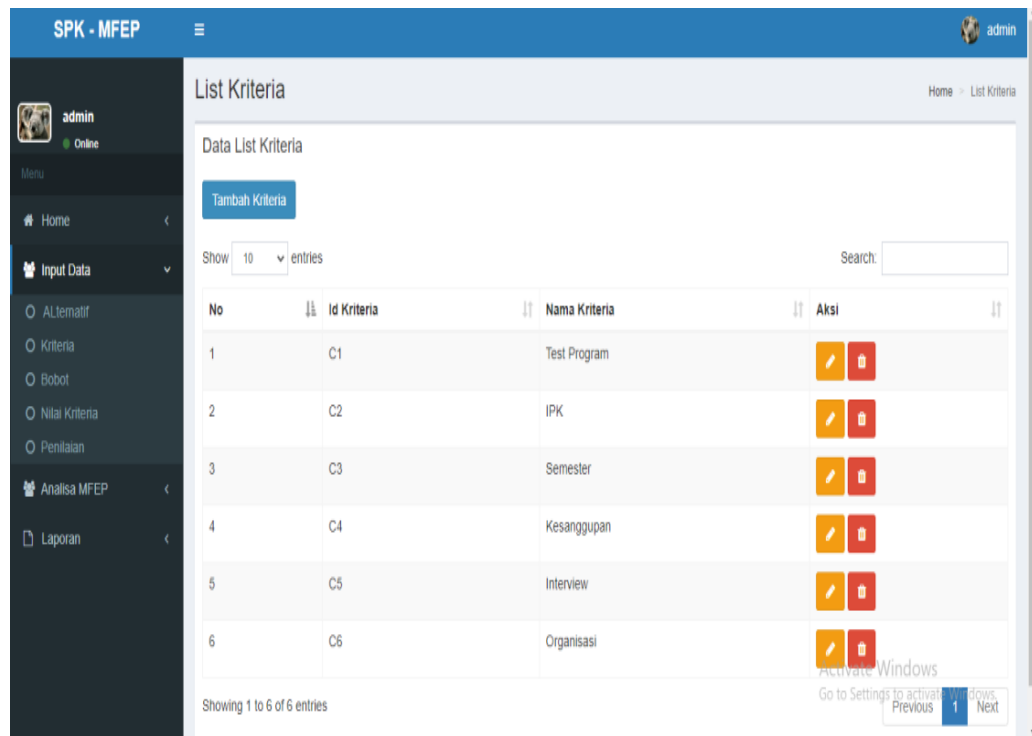 SPK - MFEP
admin
admin
Online
Menu
Home
Input Data
ALternatif
Kriteria
Bobot
Nilai Kriteria
Penilaian
Analisa MFEP
Laporan
List Kriteria
Home > List Kriteria
Data List Kriteria
Tambah Kriteria
Show 10 entries
Search:
No Id Kriteria Nama Kriteria Aksi
1 C1 Test Program
2 C2 IPK
3 C3 Semester
4 C4 Kesanggupan
5 C5 Interview
6 C6 Organisasi
Activate Windows
Go to Settings to activate Windows.
Showing 1 to 6 of 6 entries
Previous 1 Next